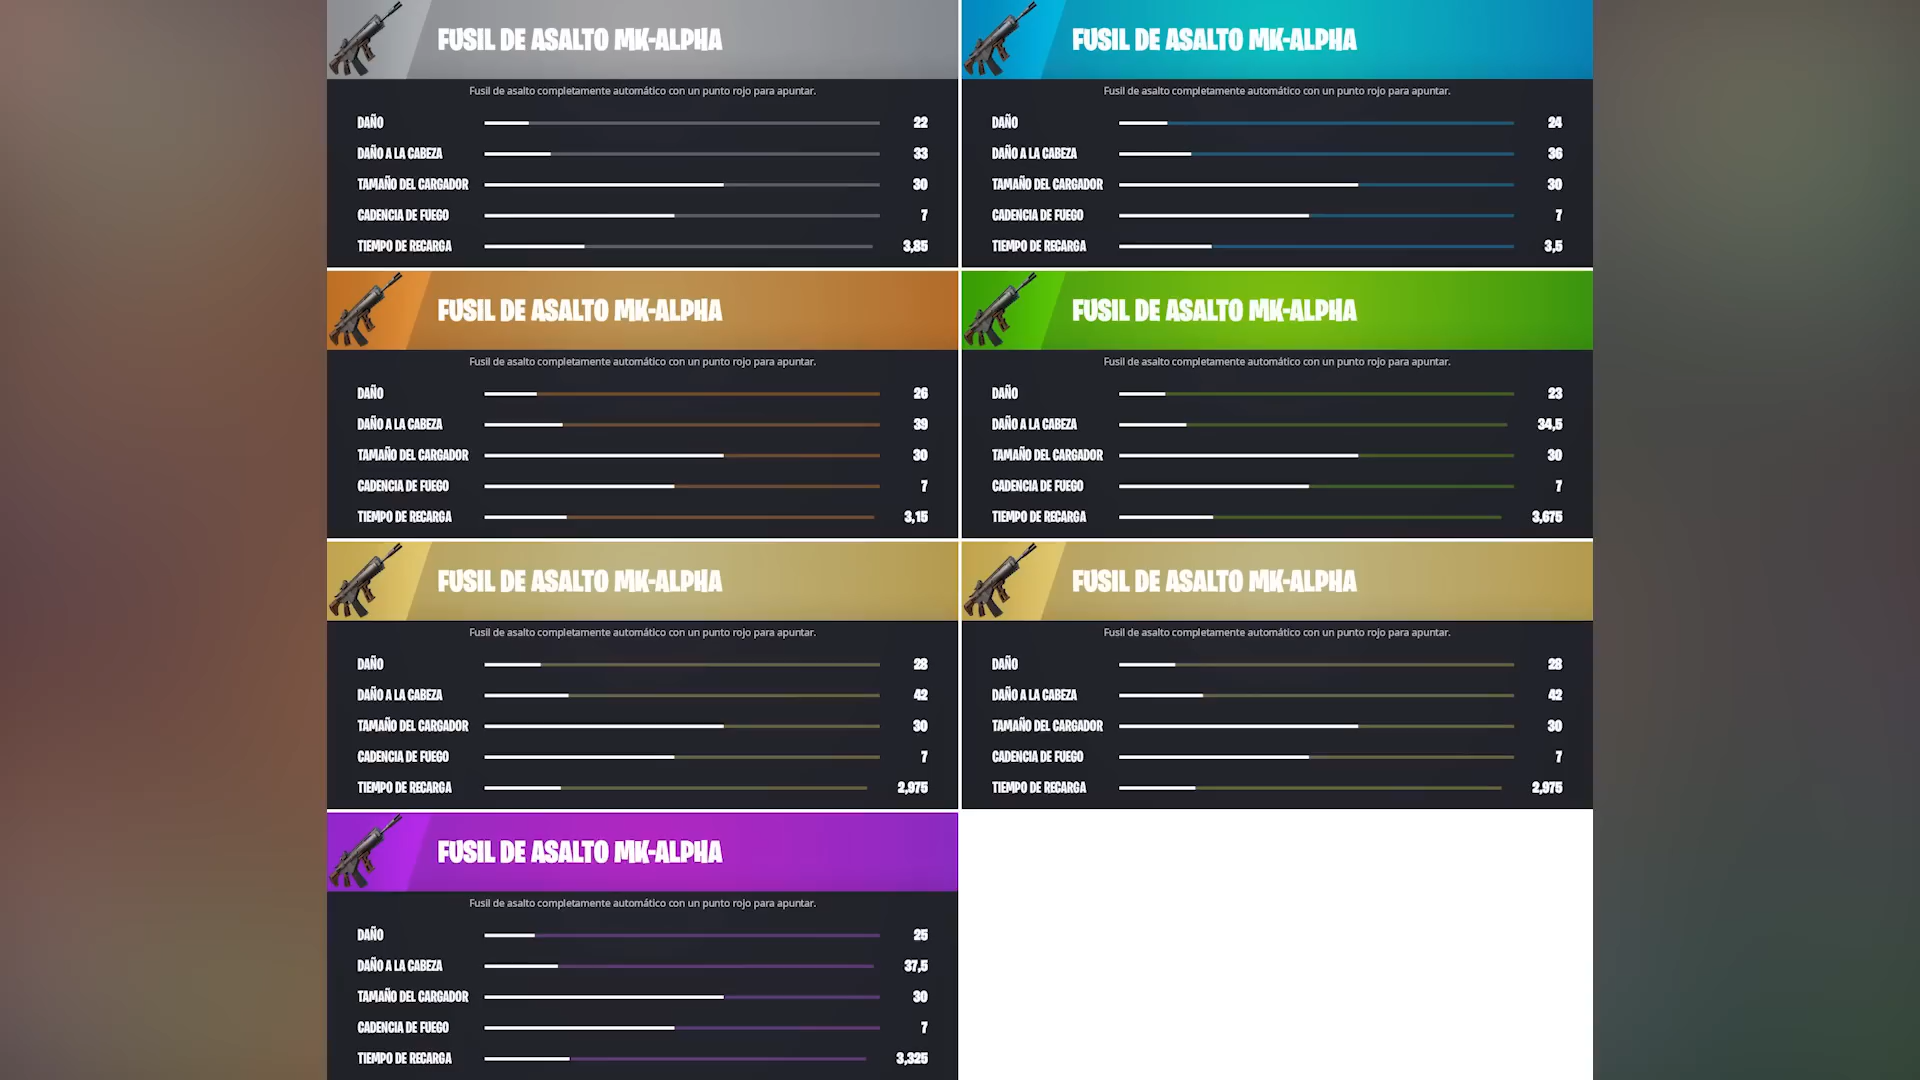 FUSIL DE ASALTO MK-ALPHA
Fusil de asalto completamente automático con un punto rojo para apuntar.
DAÑO 22
DAÑO A LA CABEZA 33
TAMAÑO DEL CARGADOR 30
CADENCIA DE FUEGO 7
TIEMPO DE RECARGA 3,85
FUSIL DE ASALTO MK-ALPHA
Fusil de asalto completamente automático con un punto rojo para apuntar.
DAÑO 24
DAÑO A LA CABEZA 36
TAMAÑO DEL CARGADOR 30
CADENCIA DE FUEGO 7
TIEMPO DE RECARGA 3,5
FUSIL DE ASALTO MK-ALPHA
Fusil de asalto completamente automático con un punto rojo para apuntar.
DAÑO 26
DAÑO A LA CABEZA 39
TAMAÑO DEL CARGADOR 30
CADENCIA DE FUEGO 7
TIEMPO DE RECARGA 3,15
FUSIL DE ASALTO MK-ALPHA
Fusil de asalto completamente automático con un punto rojo para apuntar.
DAÑO 23
DAÑO A LA CABEZA 34,5
TAMAÑO DEL CARGADOR 30
CADENCIA DE FUEGO 7
TIEMPO DE RECARGA 3,675
FUSIL DE ASALTO MK-ALPHA
Fusil de asalto completamente automático con un punto rojo para apuntar.
DAÑO 28
DAÑO A LA CABEZA 42
TAMAÑO DEL CARGADOR 30
CADENCIA DE FUEGO 7
TIEMPO DE RECARGA 2,975
FUSIL DE ASALTO MK-ALPHA
Fusil de asalto completamente automático con un punto rojo para apuntar.
DAÑO 28
DAÑO A LA CABEZA 42
TAMAÑO DEL CARGADOR 30
CADENCIA DE FUEGO 7
TIEMPO DE RECARGA 2,975
FUSIL DE ASALTO MK-ALPHA
Fusil de asalto completamente automático con un punto rojo para apuntar.
DAÑO 25
DAÑO A LA CABEZA 37,5
TAMAÑO DEL CARGADOR 30
CADENCIA DE FUEGO 7
TIEMPO DE RECARGA 3,325